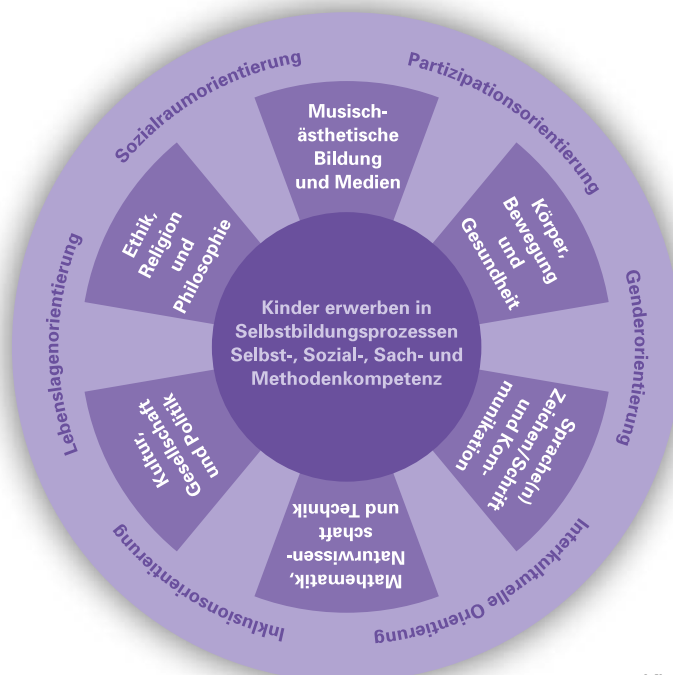 Sozialraumorientierung
Partizipationsorientierung
Genderorientierung
Interkulturelle Orientierung
Inklusionsorientierung
Lebenslagenorientierung
Musisch-
ästhetische
Bildung
und Medien
Körper,
Bewegung
und
Gesundheit
Sprache(n)
Zeichen/Schrift
und Kom-
munikation
Mathematik,
Naturwissen-
schaft
und Technik
Kultur,
Gesellschaft
und Politik
Ethik,
Religion
und
Philosophie
Kinder erwerben in
Selbstbildungsprozessen
Selbst-, Sozial-, Sach- und
Methodenkompetenz